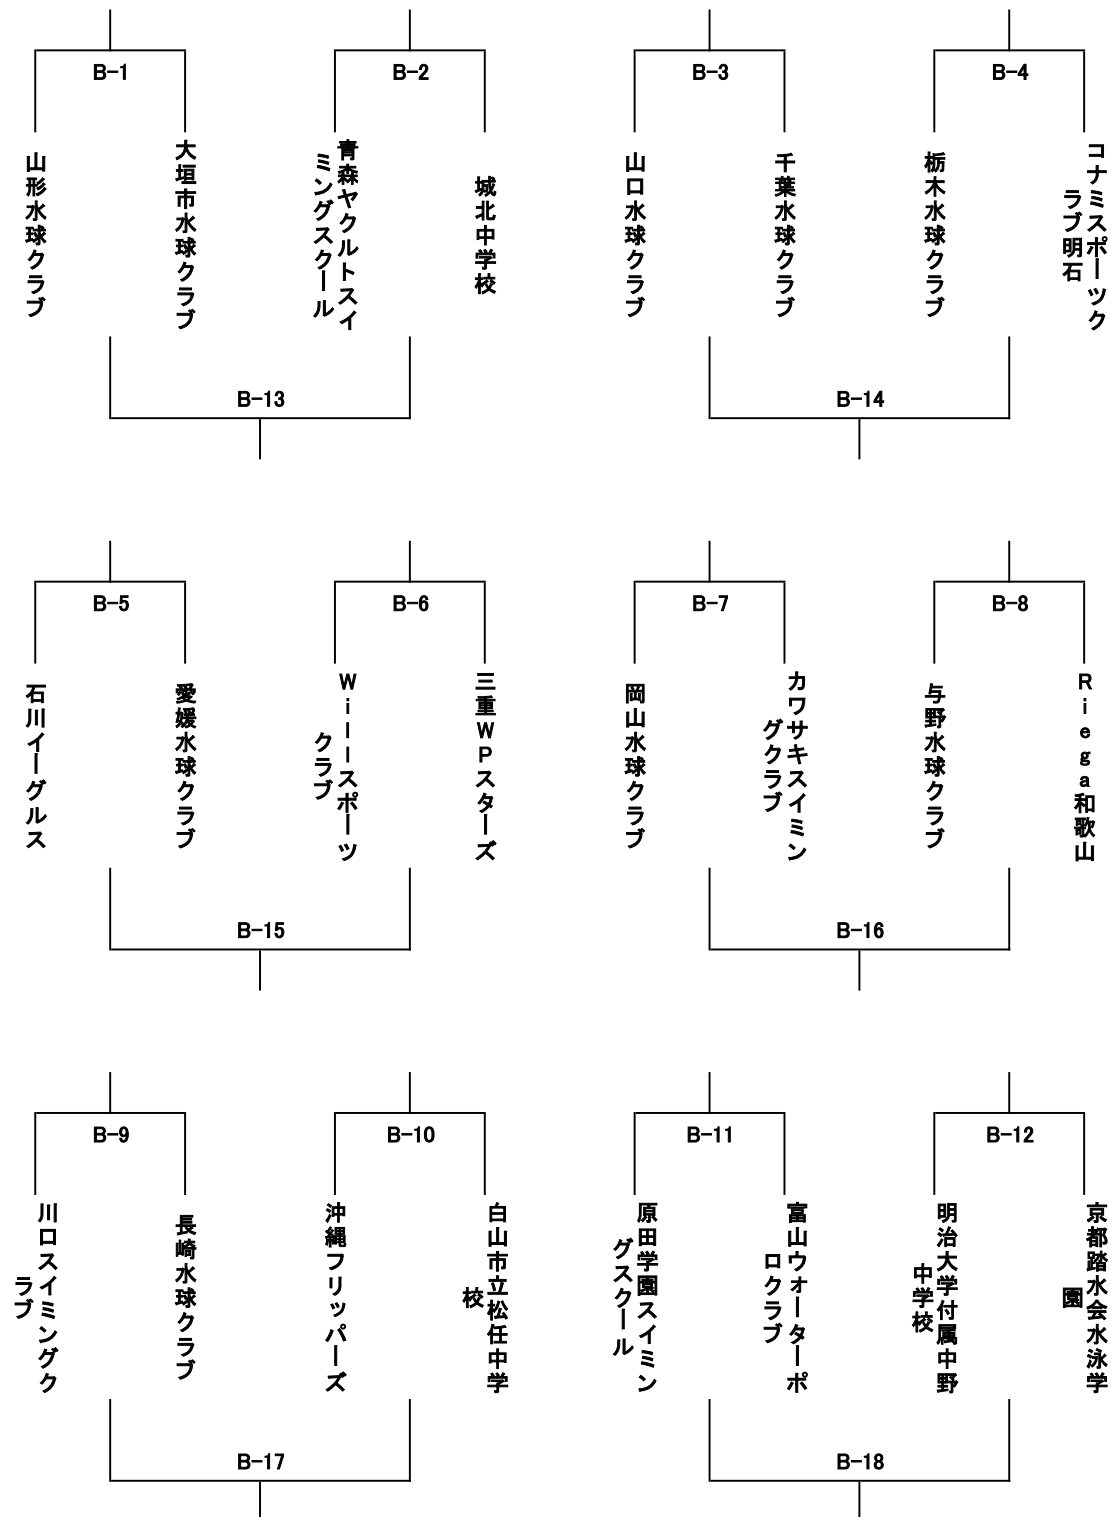 B-1
B-2
B-3
B-4
山形水球クラブ
大垣市水球クラブ
青森ヤクルトスイ
ミングスクール
城北中学校
山口水球クラブ
千葉水球クラブ
栃木水球クラブ
コナミスポーツク
ラブ明石
B-13
B-14
B-5
B-6
B-7
B-8
石川イーグルス
愛媛水球クラブ
Willスポーツ
クラブ
三重WPスターズ
岡山水球クラブ
カワサキスイミン
グクラブ
与野水球クラブ
Riega和歌山
B-15
B-16
B-9
B-10
B-11
B-12
川口スイミングク
ラブ
長崎水球クラブ
沖縄フリッパーズ
白山市立松任中学
校
原田学園スイミン
グスクール
富山ウオーターポ
ロクラブ
明治大学付属中野
中学校
京都踏水会水泳学
園
B-17
B-18